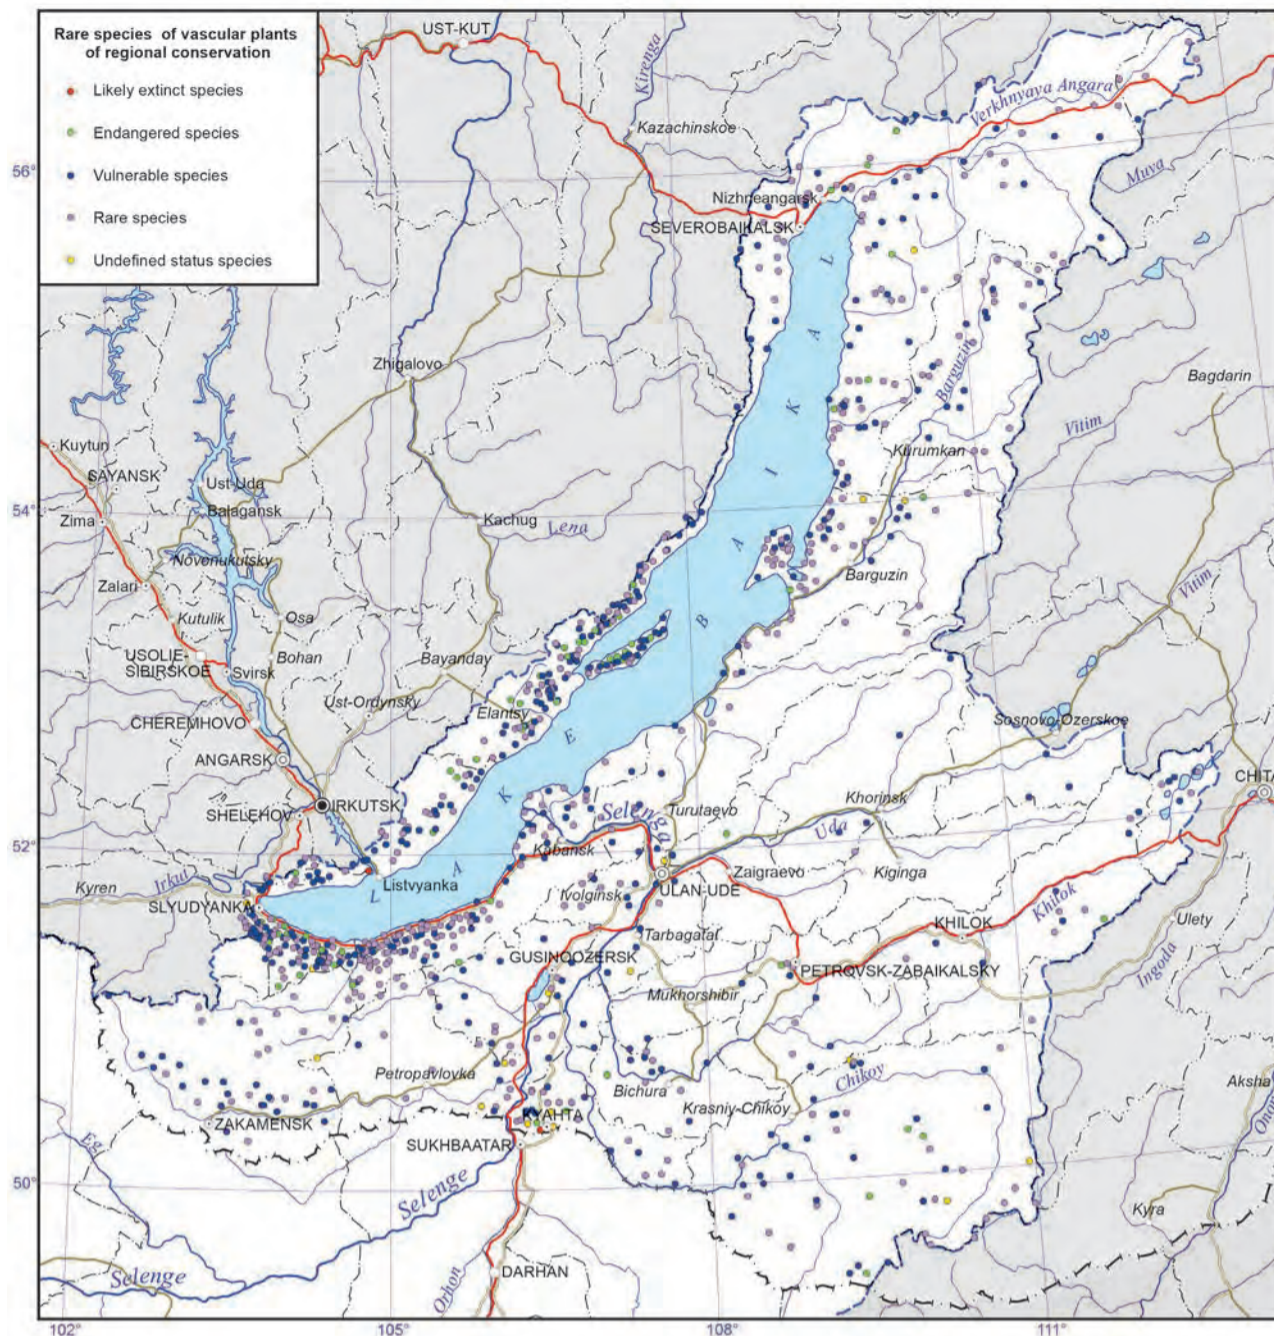 Rare species of vascular plants
of regional conservation
Likely extinct species
Endangered species
Vulnerable species
Rare species
Undefined status species
UST-KUT
Kirenga
Kazachinskoe
Verkhnyaya Angara
56°
Muya
Nizhneangarsk
SEVEROBAIKALSK
Zhigalovo
Barguzin
Bagdarin
Vitim
Kuytun
SAYANSK
Kurumkan
Ust-Uda
Balagansk
54°
Zima
Kachug
Lena
Novenukutsky
Zalari
Barguzin
Vitim
Kutulik
Osa
USOLIE-
SIBIRSKOE
Svirsk
Bohan
Bayanday
Ust-Ordynsky
Elantsy
CHEREMHOVO
Sosnovo-Ozerskoe
ANGARSK
LAKE BAIKAL
IRKUTSK
SHELEHOV
Selenga
Turutaevo
Khorinsk
CHITA
Uda
52°
Kabansk
Irkut
Kyren
Listvyanka
SLYUDYANKA
Ivolginsk
ULAN-UDE
Zaigraevo
Kiginga
Khilok
Tarbagatai
KHILOK
Ulety
GUSINOOZERSK
PETROVSK-ZABAIKALSKY
Ingoda
Mukhorshibir
Petropavlovka
Bichura
Chikoy
Krasniy-Chikoy
Aksha
ZAKAMENSK
KYAHTA
SUKHBAATAR
Eg
Onon
50°
Selenge
Kyra
Selenge
Orhon
DARHAN
102°
105°
108°
111°